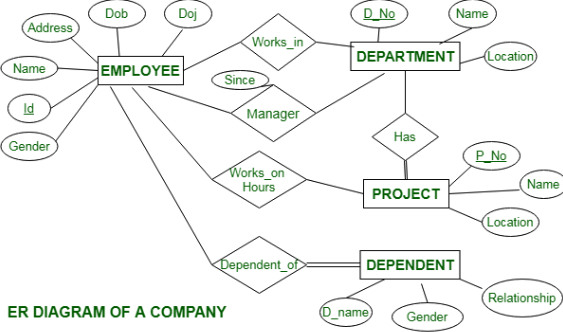 Dob
Doj
D_No
Name
Address
Works_in
DEPARTMENT
Location
Name
EMPLOYEE
Since
Id
Manager
Gender
Has
P_No
Works_on
Hours
PROJECT
Name
Location
Dependent_of
DEPENDENT
D_name
Gender
Relationship
ER DIAGRAM OF A COMPANY